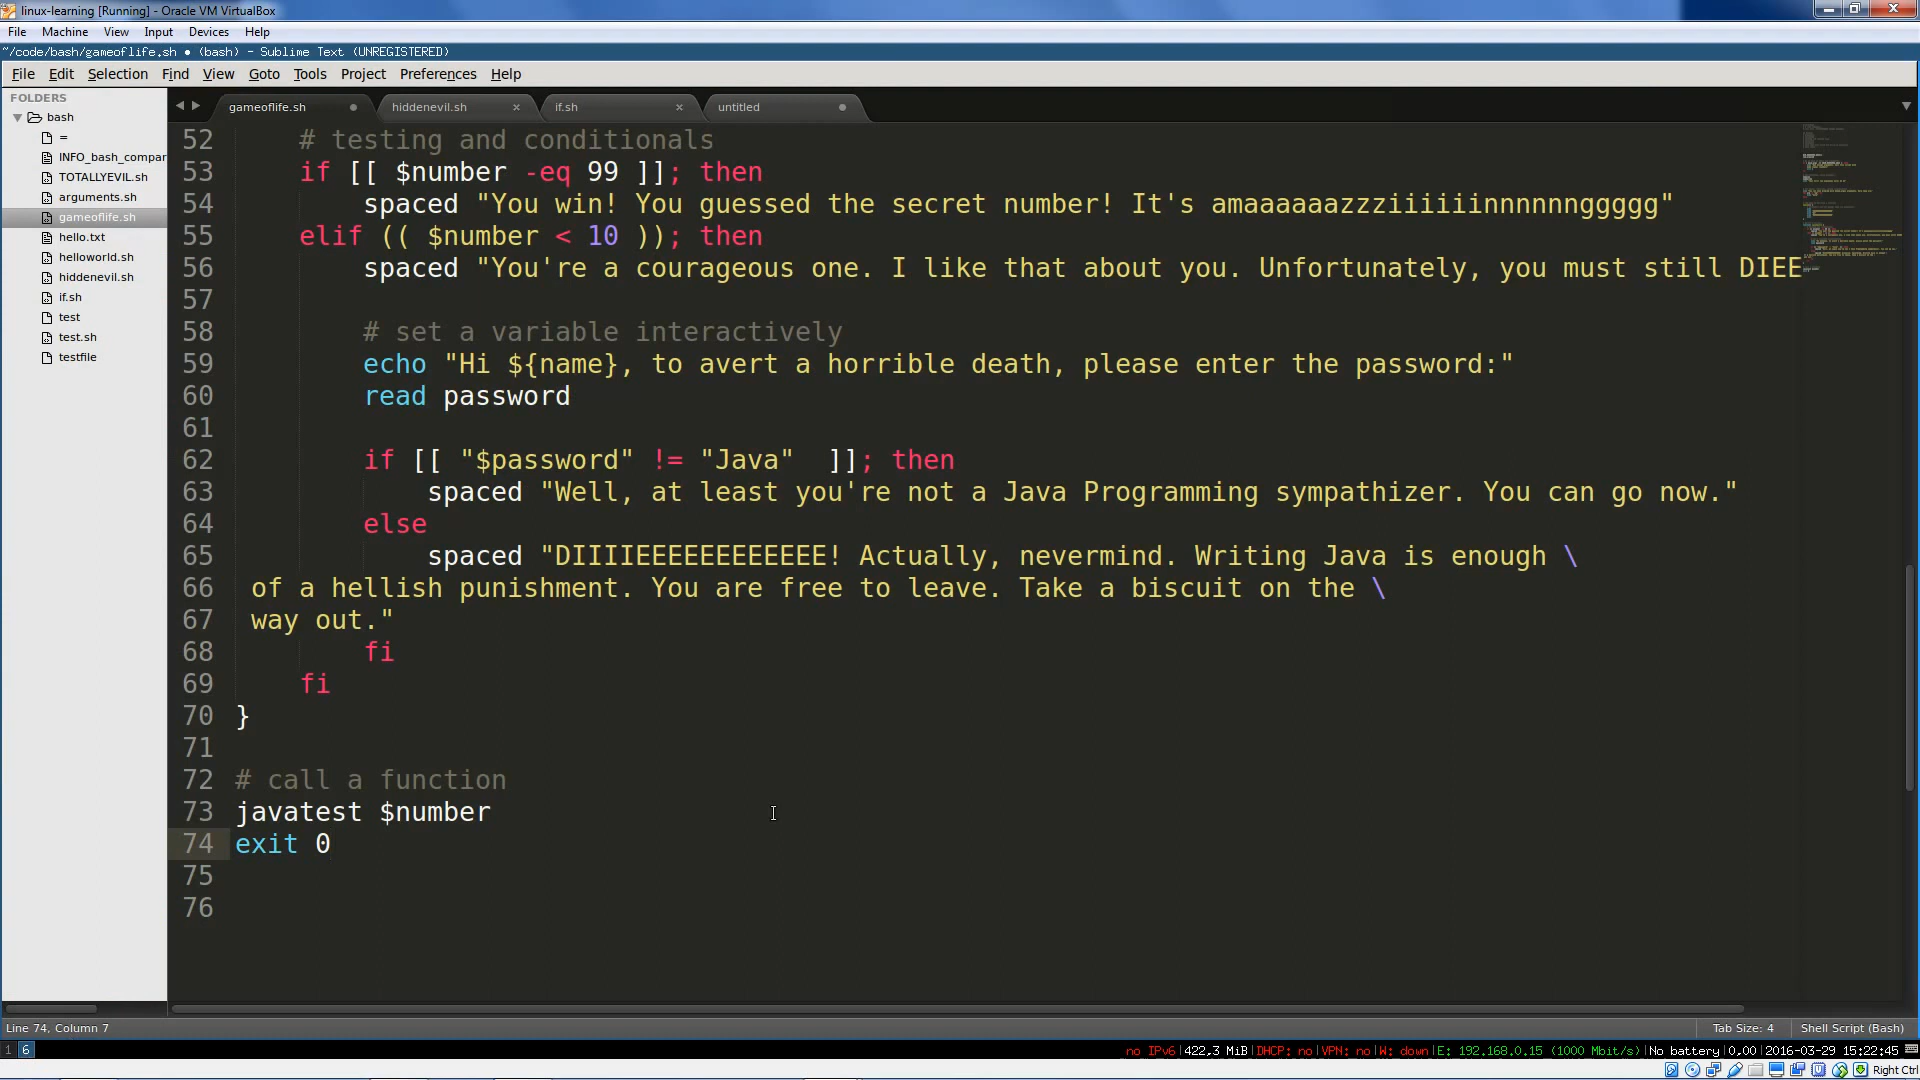 linux-learning [Running] - Oracle VM VirtualBox
File Machine View Input Devices Help
~/code/bash/gameoflife.sh • (bash) - Sublime Text (UNREGISTERED)
File Edit Selection Find View Goto Tools Project Preferences Help
FOLDERS
bash
=
INFO_bash_compar
TOTALLYEVIL.sh
arguments.sh
gameoflife.sh
hello.txt
helloworld.sh
hiddenevil.sh
if.sh
test
test.sh
testfile
gameoflife.sh hiddenevil.sh × if.sh × untitled
52 # testing and conditionals
53 if [[ $number -eq 99 ]]; then
54 spaced "You win! You guessed the secret number! It's amaaaaaazzziiiiiinnnnnnggggg"
55 elif (( $number < 10 )); then
56 spaced "You're a courageous one. I like that about you. Unfortunately, you must still DIEE
57
58 # set a variable interactively
59 echo "Hi ${name}, to avert a horrible death, please enter the password:"
60 read password
61
62 if [[ "$password" != "Java"  ]]; then
63 spaced "Well, at least you're not a Java Programming sympathizer. You can go now."
64 else
65 spaced "DIIIIEEEEEEEEEEEE! Actually, nevermind. Writing Java is enough \
66 of a hellish punishment. You are free to leave. Take a biscuit on the \
67 way out."
68 fi
69 fi
70 }
71
72 # call a function
73 javatest $number
74 exit 0
75
76
Line 74, Column 7 Tab Size: 4 Shell Script (Bash)
1 6 no IPv6|422,3 MiB|DHCP: no|VPN: no|W: down|E: 192.168.0.15 (1000 Mbit/s)|No battery|0,00|2016-03-29 15:22:45
Right Ctrl